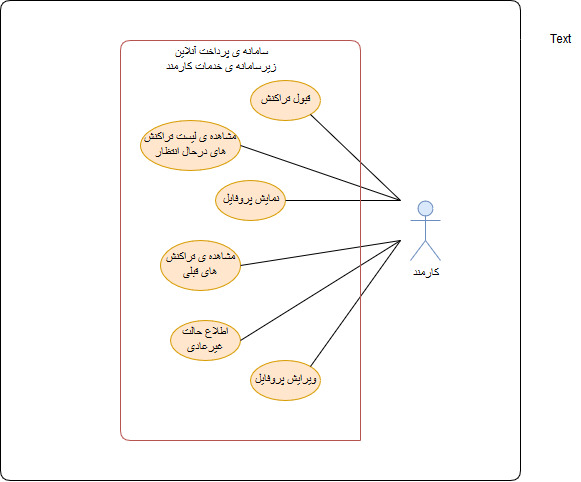 سامانه ی پرداخت آنلاین
زیرسامانه ی خدمات کارمند
Text
قبول تراکنش
مشاهده ی لیست تراکنش
های درحال انتظار
نمایش پروفایل
مشاهده ی تراکنش
های قبلی
کارمند
اطلاع حالت
غیرعادی
ویرایش پروفایل